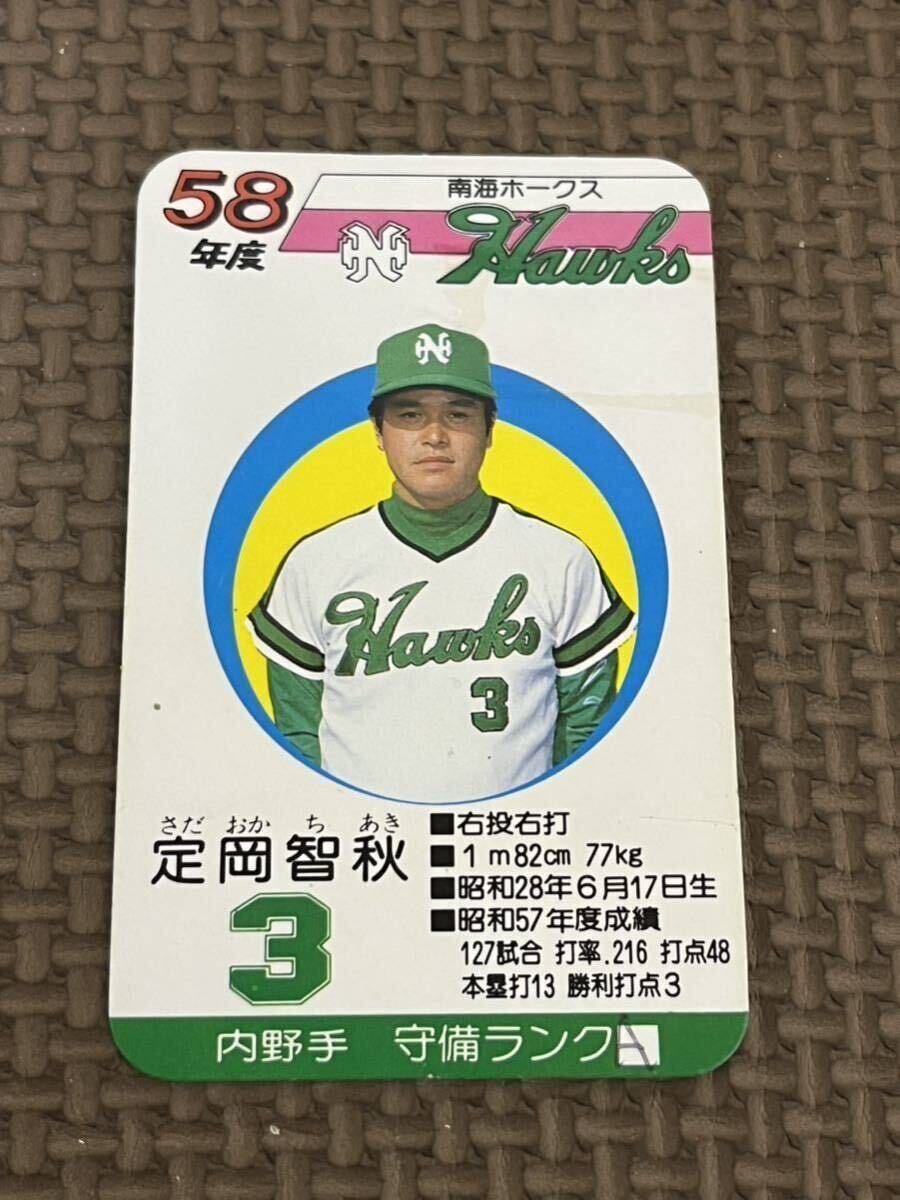 58
年度
南海ホークス
NH Hawks
NH
Hawks
3
さだ おか ち あき
定岡智秋
3
■右投右打
■1m82cm 77kg
■昭和28年6月17日生
■昭和57年度成績
127試合 打率.216 打点48
本塁打13 勝利打点3
内野手 守備ランク A